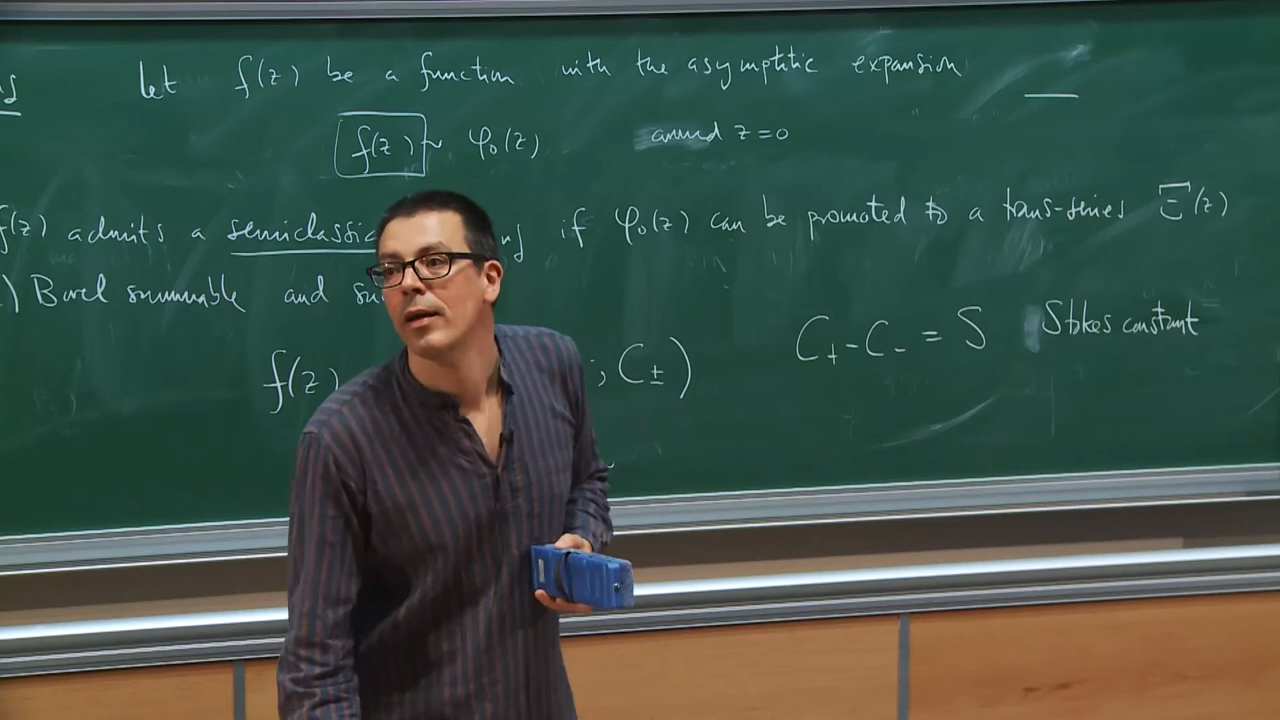 let f(z) be a function with the asymptotic expansion
f(z) ~ φ₀(z) around z=0
f(z) admits a semiclassic if φ₀(z) can be promoted to a trans-series Ξ(z)
) Borel summable and su
f(z) ; C±) C₊ - C₋ = S Stokes constant